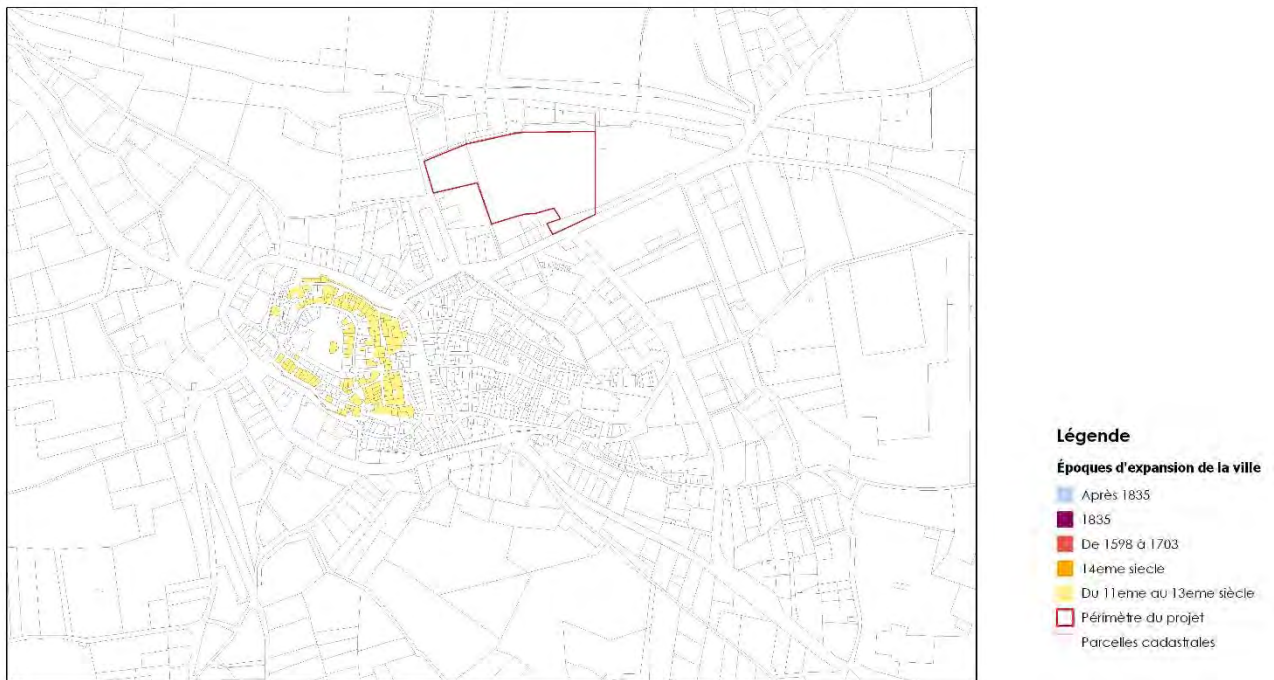 Légende
Époques d'expansion de la ville
Après 1835
1835
De 1598 à 1703
14eme siecle
Du 11eme au 13eme siècle
Périmètre du projet
Parcelles cadastrales